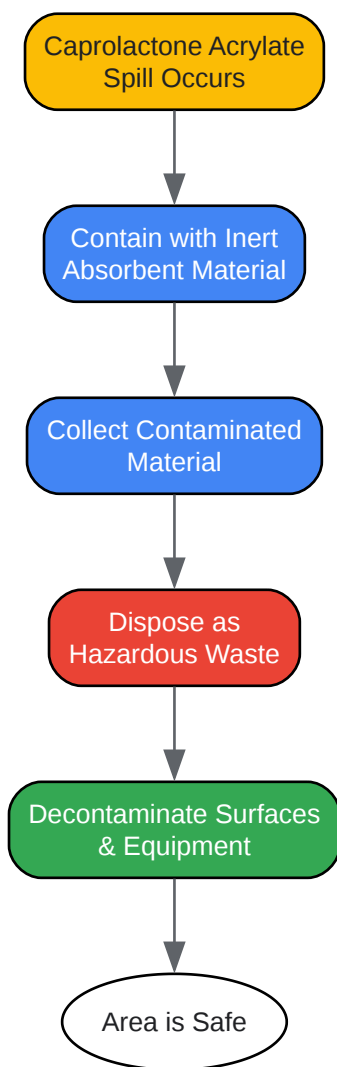 Caprolactone Acrylate
Spill Occurs
Contain with Inert
Absorbent Material
Collect Contaminated
Material
Dispose as
Hazardous Waste
Decontaminate Surfaces
& Equipment
Area is Safe